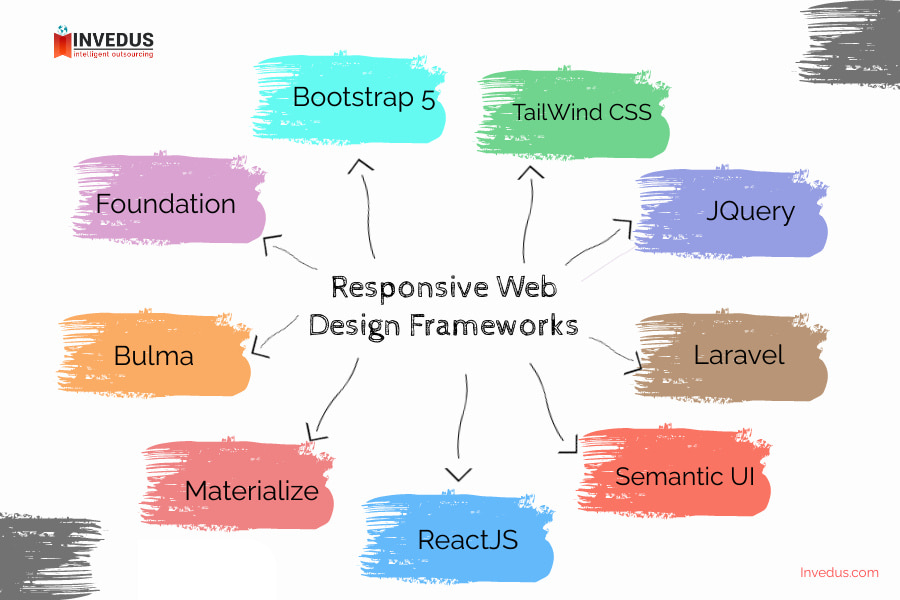 INVEDUS
intelligent outsourcing
Bootstrap 5
TailWind CSS
Foundation
JQuery
Responsive Web
Design Frameworks
Bulma
Laravel
Materialize
Semantic UI
ReactJS
Invedus.com